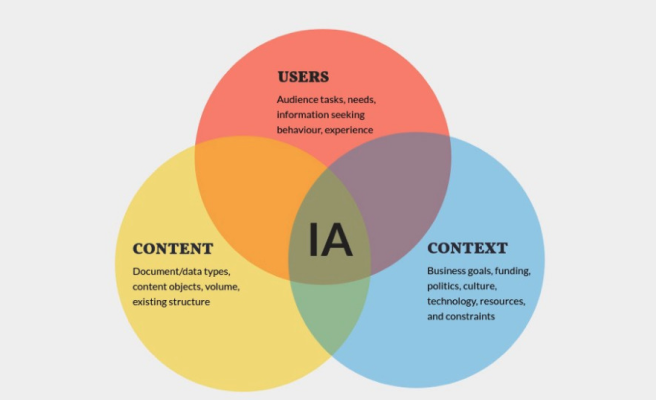 USERS
Audience tasks, needs,
information seeking
behaviour, experience
IA
CONTENT
Document/data types,
content objects, volume,
existing structure
CONTEXT
Business goals, funding,
politics, culture,
technology, resources,
and constraints